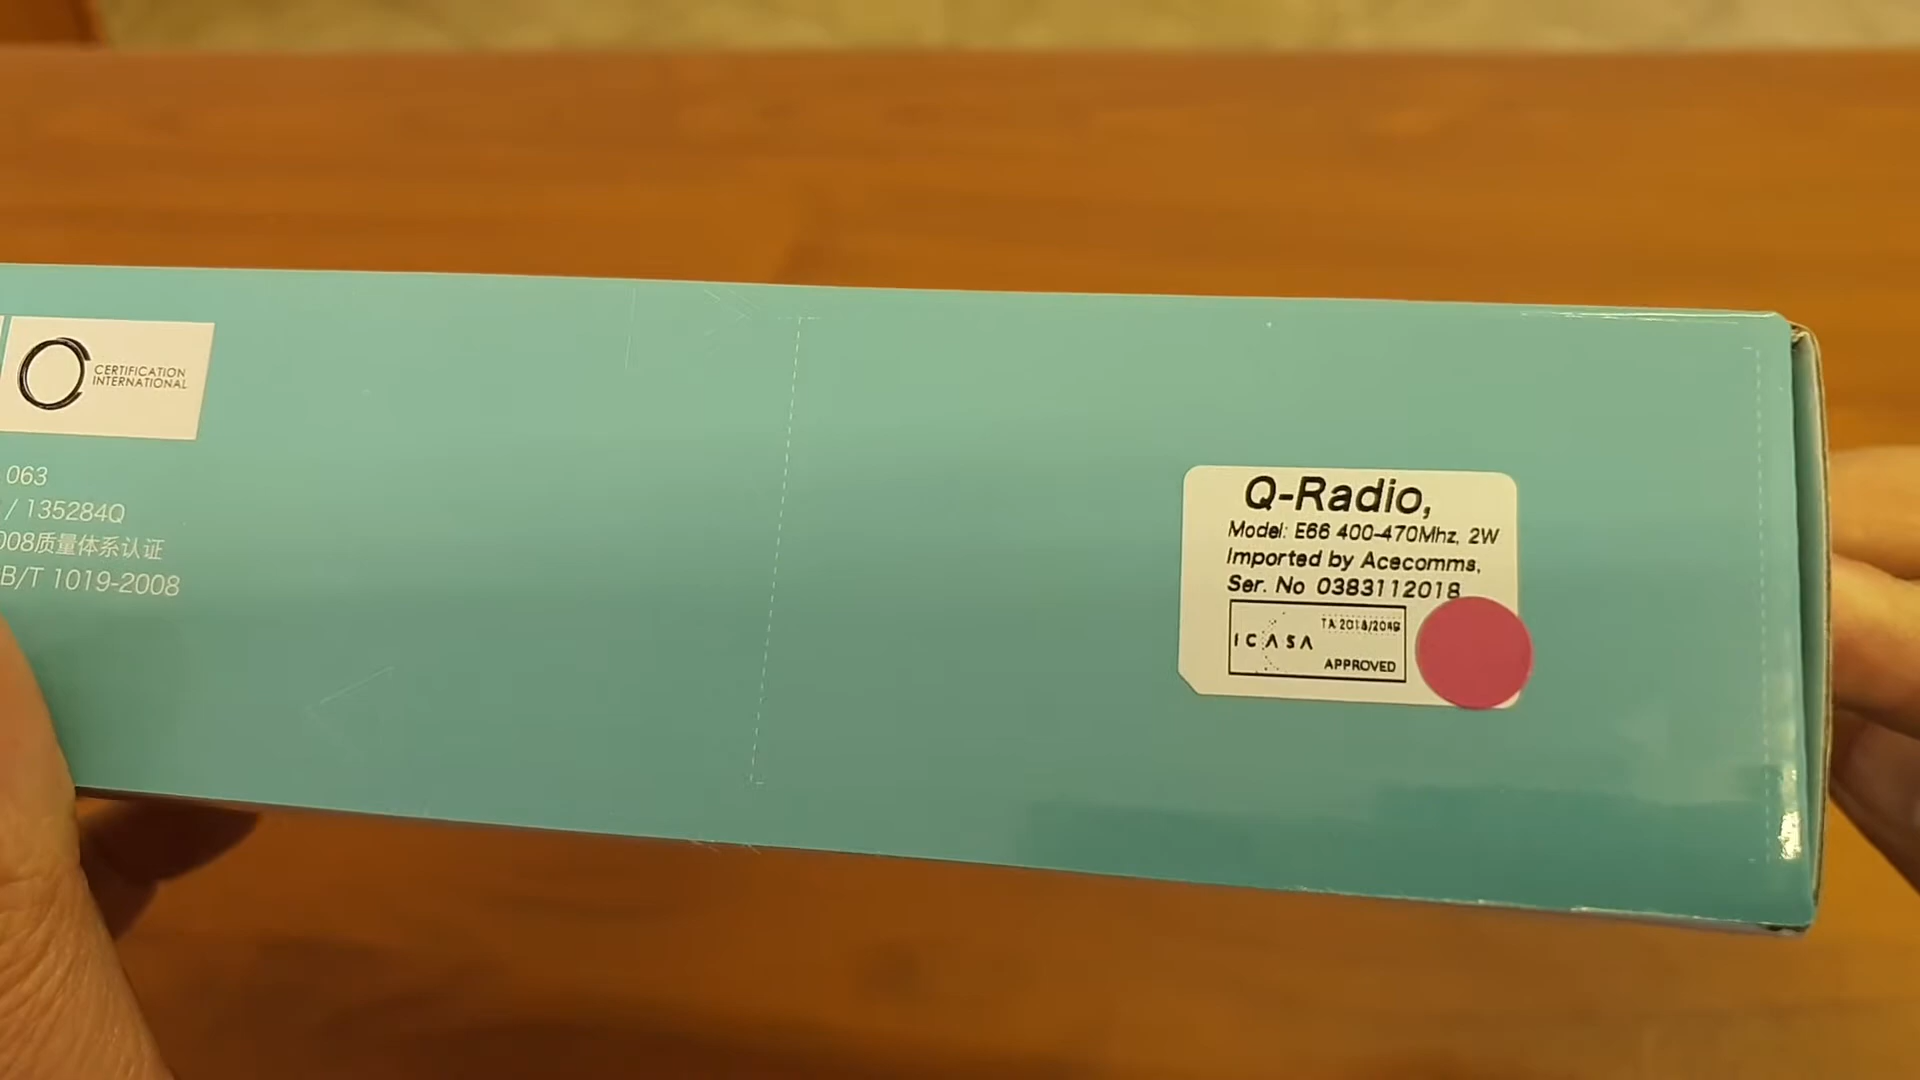 CERTIFICATION
INTERNATIONAL
063
/ 135284Q
008质量体系认证
B/T 1019-2008
Q-Radio,
Model: E66 400-470Mhz, 2W
Imported by Acecomms,
Ser. No 0383112018
ICASA
APPROVED